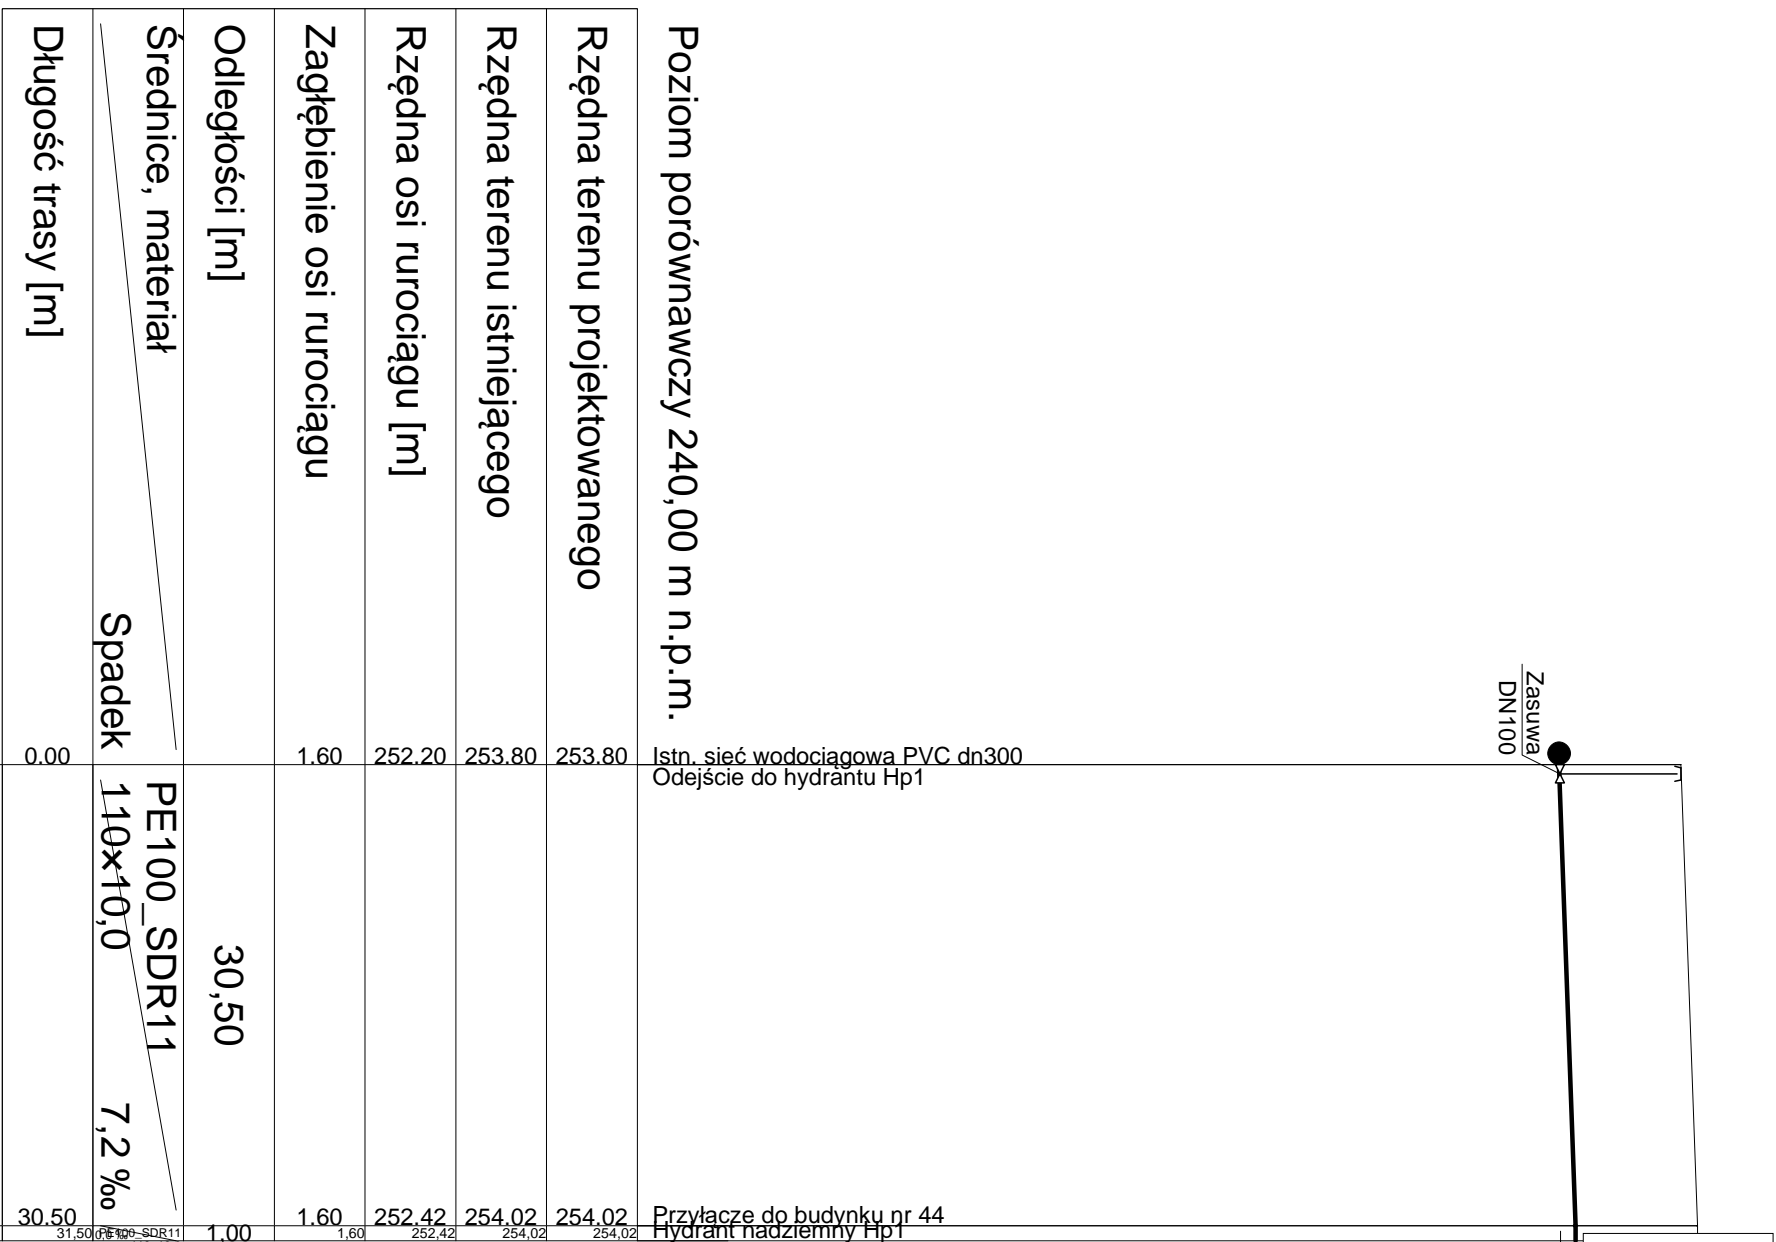 Poziom porównawczy 240,00 m n.p.m.
Rzędna terenu projektowanego
Rzędna terenu istniejącego
Rzędna osi rurociągu [m]
Zagłębienie osi rurociągu
Odległości [m]
Średnice, materiał
Spadek
Długość trasy [m]
Zasuwa
DN100
0.00
1.60
252.20
253.80
253.80
Istn. sieć wodociągowa PVC dn300
Odejście do hydrantu Hp1
PE100_SDR11
110×10,0
7,2 ‰
30,50
30.50
1.60
252.42
254.02
254.02
Przyłącze do budynku nr 44
31,50
PE100_SDR11
1,00
1,60
252,42
254,02
254,02
Hydrant nadziemny Hp1